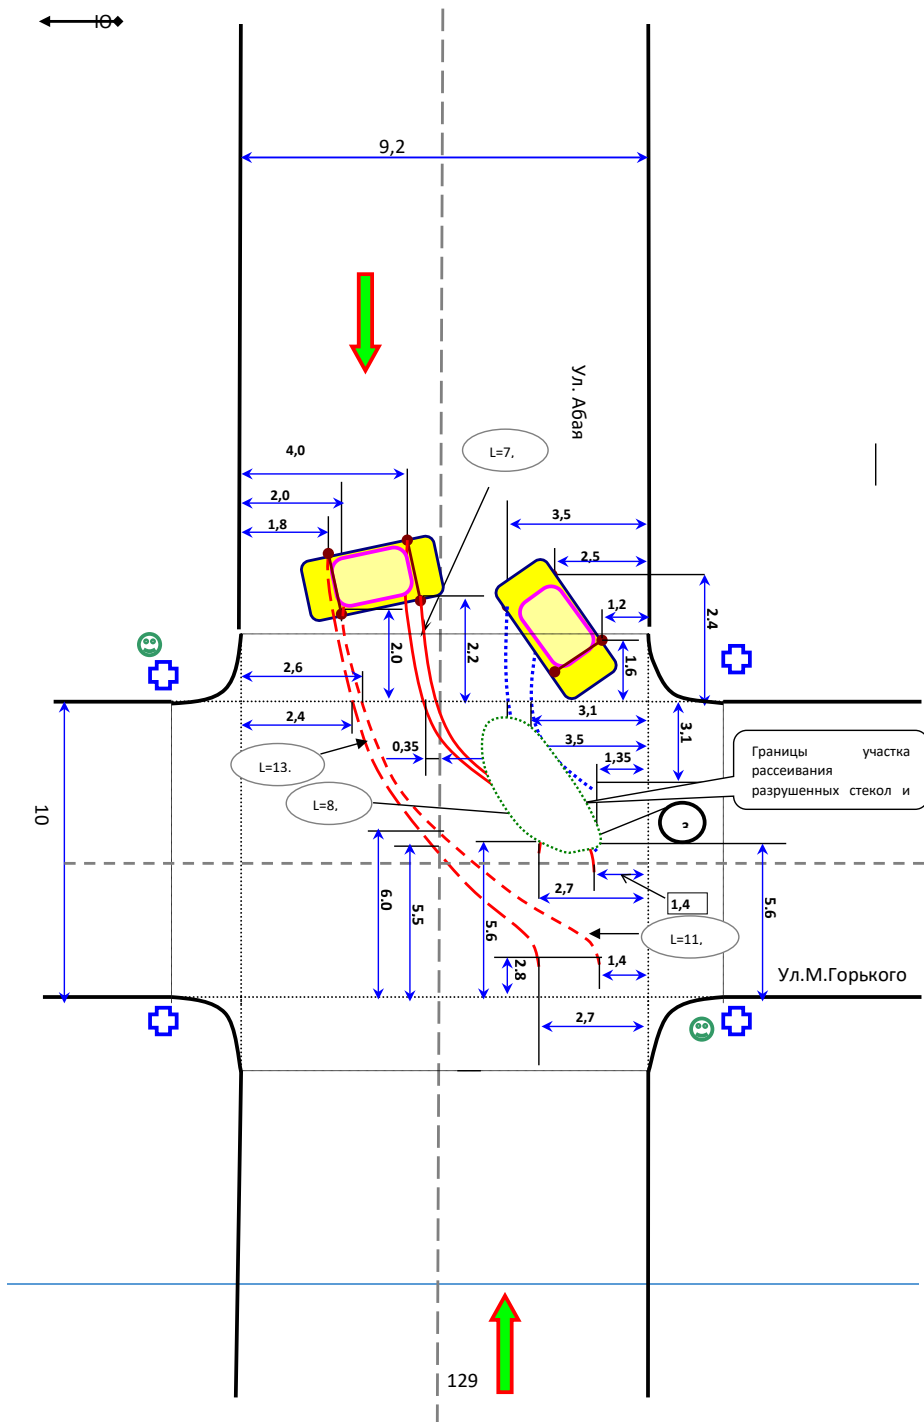 Ю
9,2
Ул. Абая
4,0
L=7,
2,0
1,8
3,5
2,5
1,2
2.4
2.0
2.2
1.6
2,6
3,1
2,4
3,5
3,1
0,35
1,35
Границы участка
рассеивания
разрушенных стекол и
L=13.
L=8,
10
6.0
5,5
5.6
2,7
1,4
5.6
L=11,
2.8
1,4
Ул.М.Горького
2,7
129